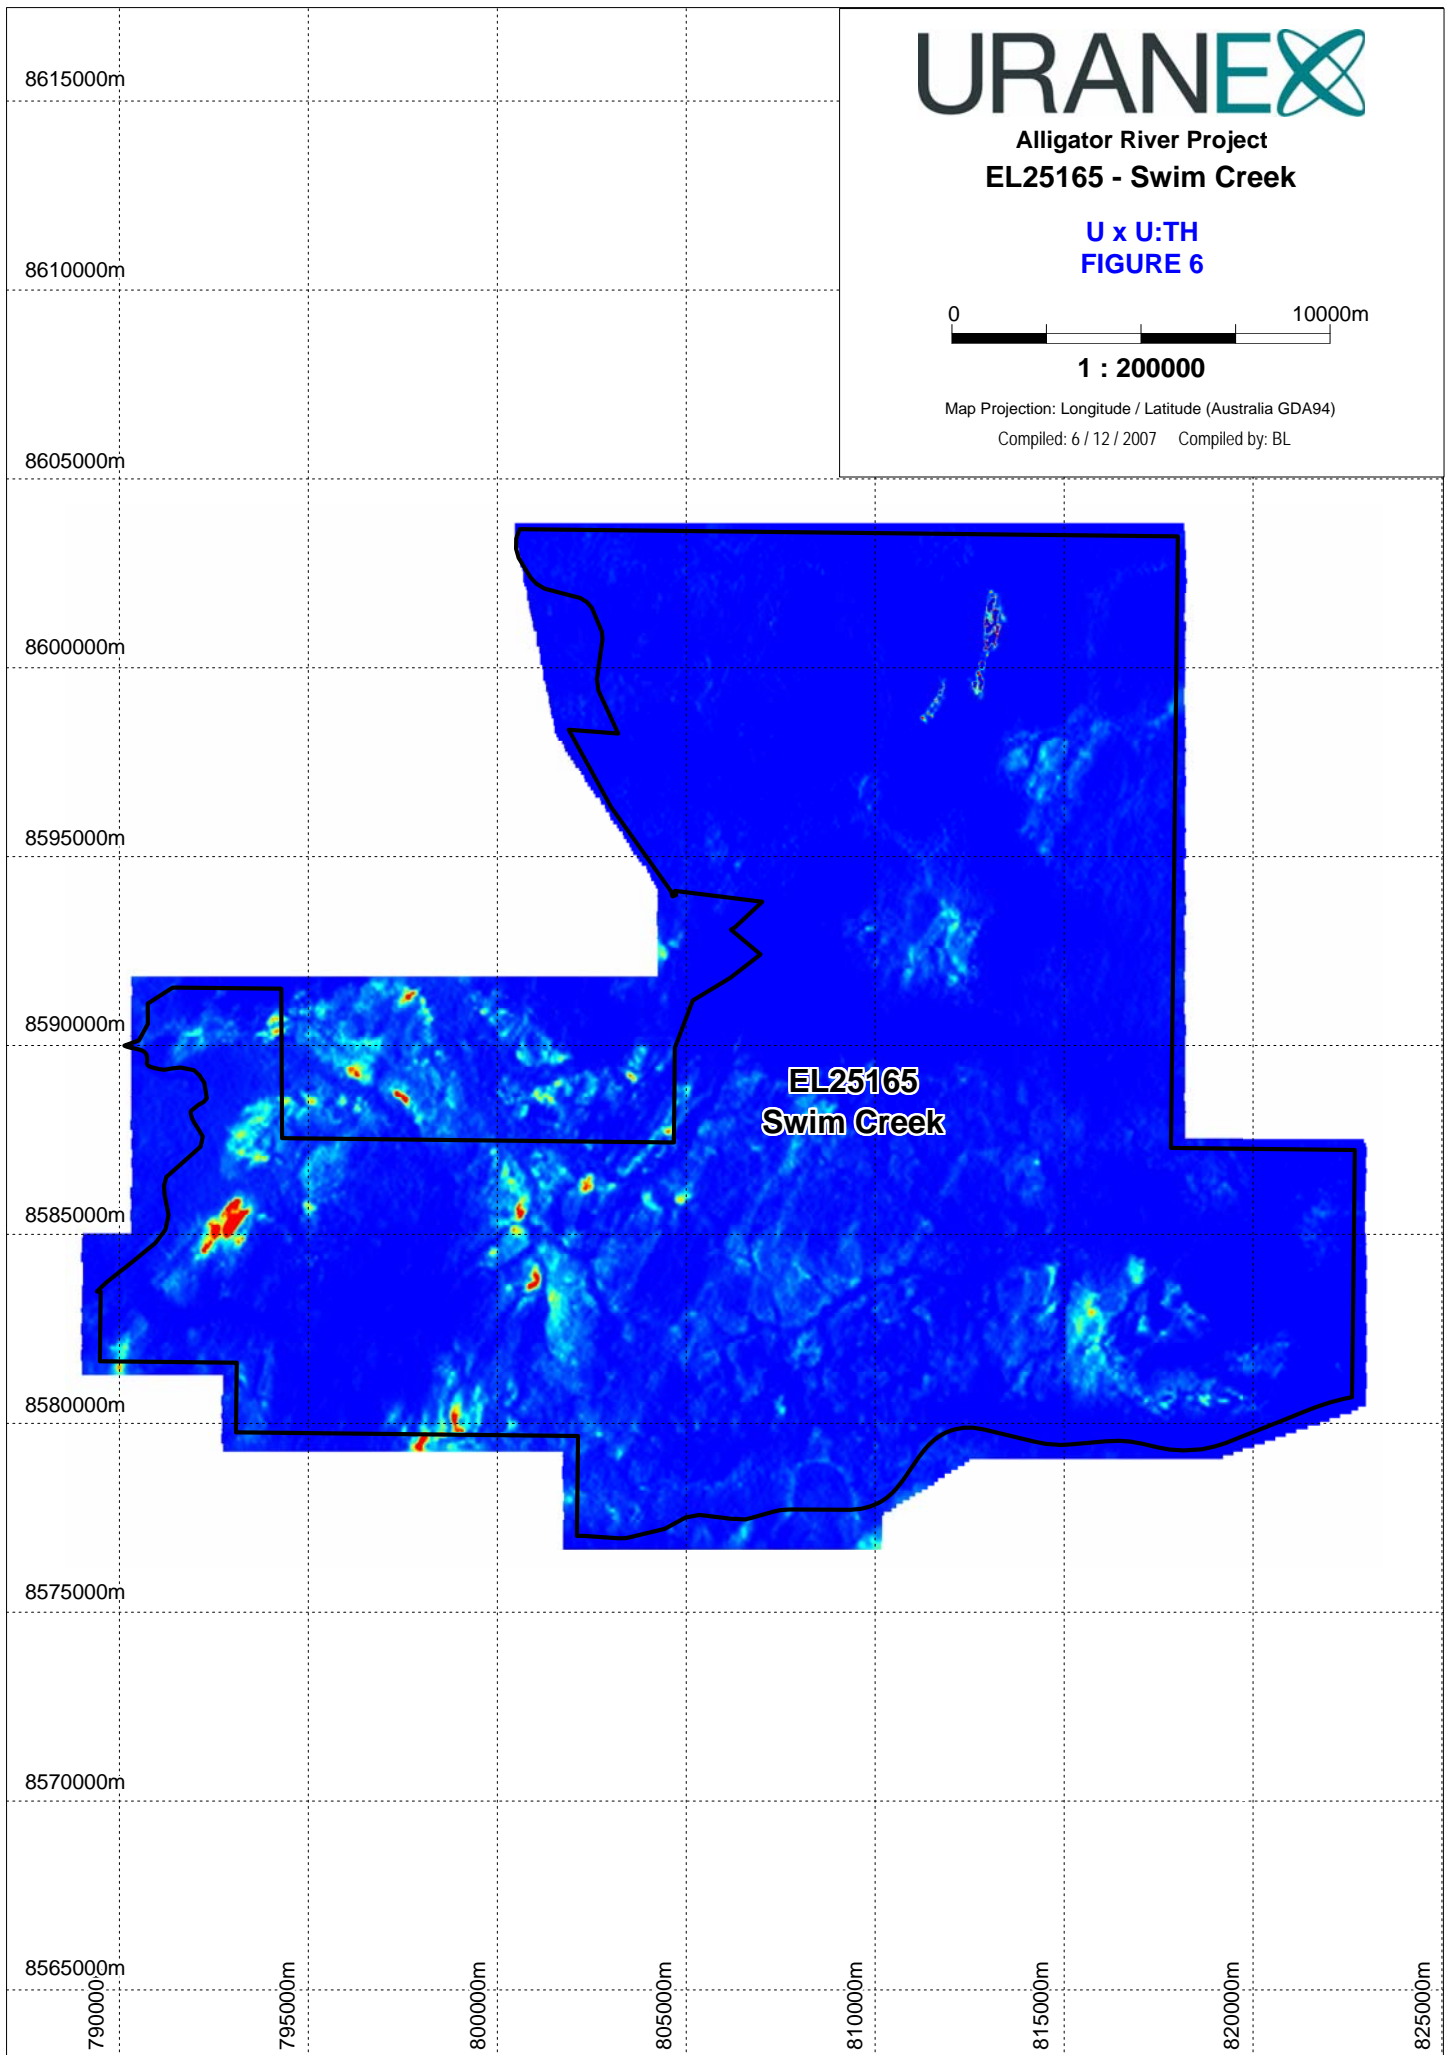 URANEX
Alligator River Project
EL25165 - Swim Creek
U x U:TH
FIGURE 6
0 10000m
1 : 200000
Map Projection: Longitude / Latitude (Australia GDA94)
Compiled: 6 / 12 / 2007 Compiled by: BL
8615000m
8610000m
8605000m
8600000m
8595000m
8590000m
EL25165
Swim Creek
8585000m
8580000m
8575000m
8570000m
8565000m
790000m
795000m
800000m
805000m
810000m
815000m
820000m
825000m